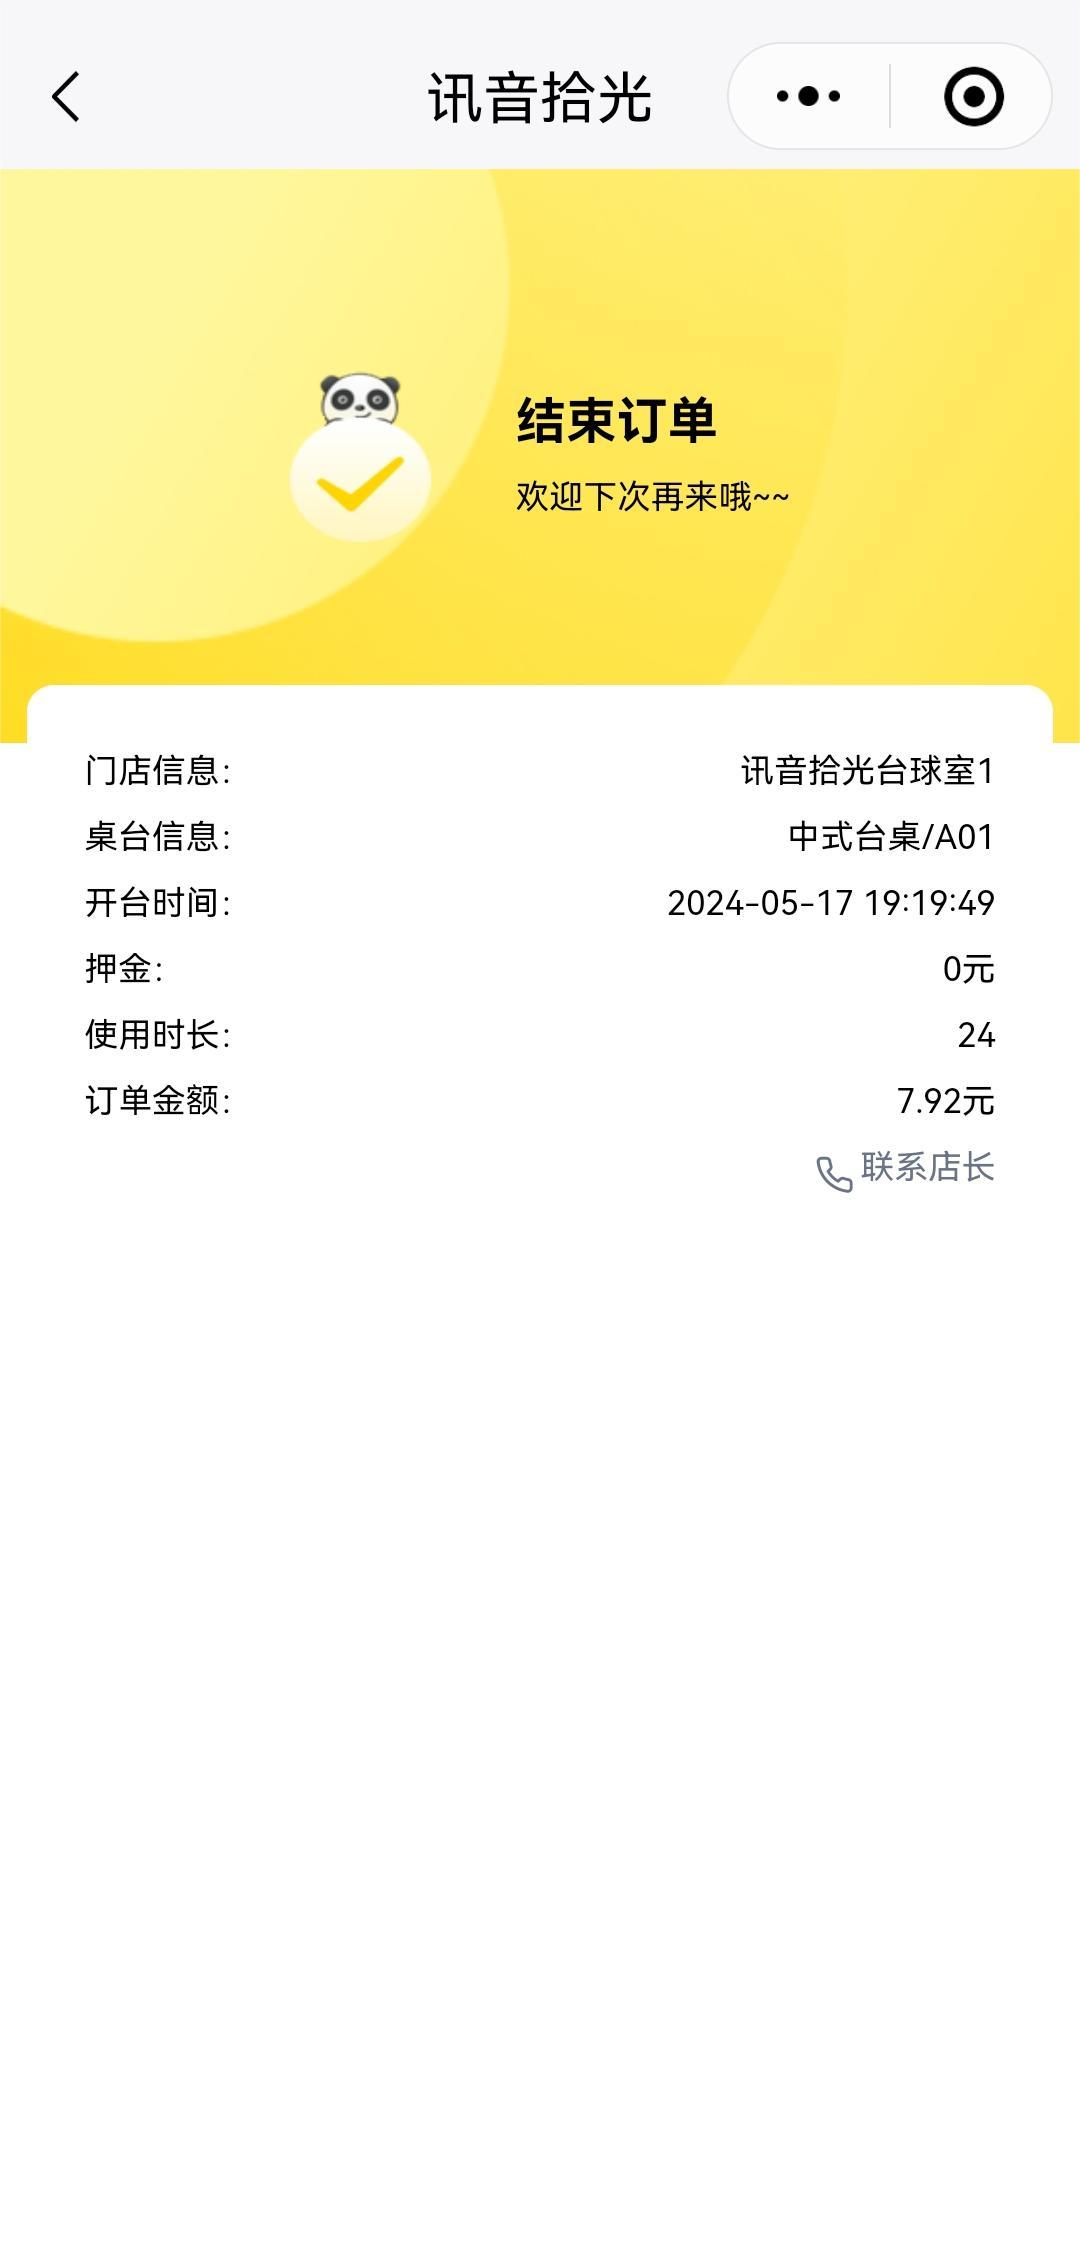 讯音拾光
结束订单
欢迎下次再来哦~~
门店信息: 讯音拾光台球室1
桌台信息: 中式台桌/A01
开台时间: 2024-05-17 19:19:49
押金: 0元
使用时长: 24
订单金额: 7.92元
联系店长